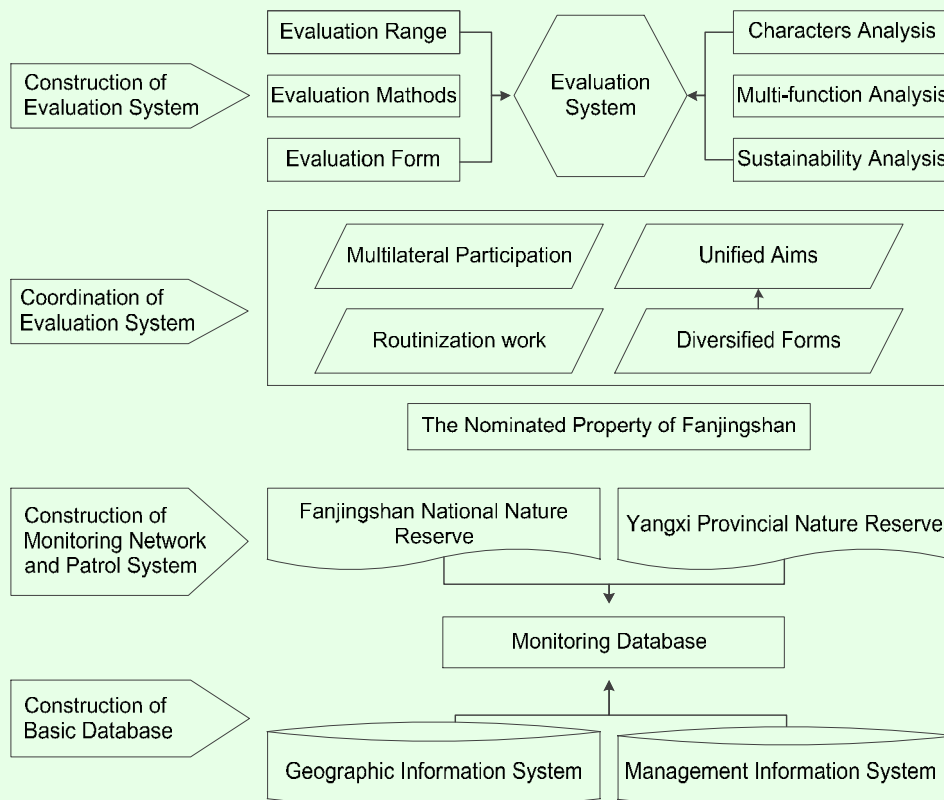 Construction of
Evaluation System
Evaluation Range
Evaluation Mathods
Evaluation Form
Evaluation
System
Characters Analysis
Multi-function Analysis
Sustainability Analysis
Coordination of
Evaluation System
Multilateral Participation
Unified Aims
Routinization work
Diversified Forms
The Nominated Property of Fanjingshan
Construction of
Monitoring Network
and Patrol System
Fanjingshan National Nature
Reserve
Yangxi Provincial Nature Reserve
Monitoring Database
Construction of
Basic Database
Geographic Information System
Management Information System